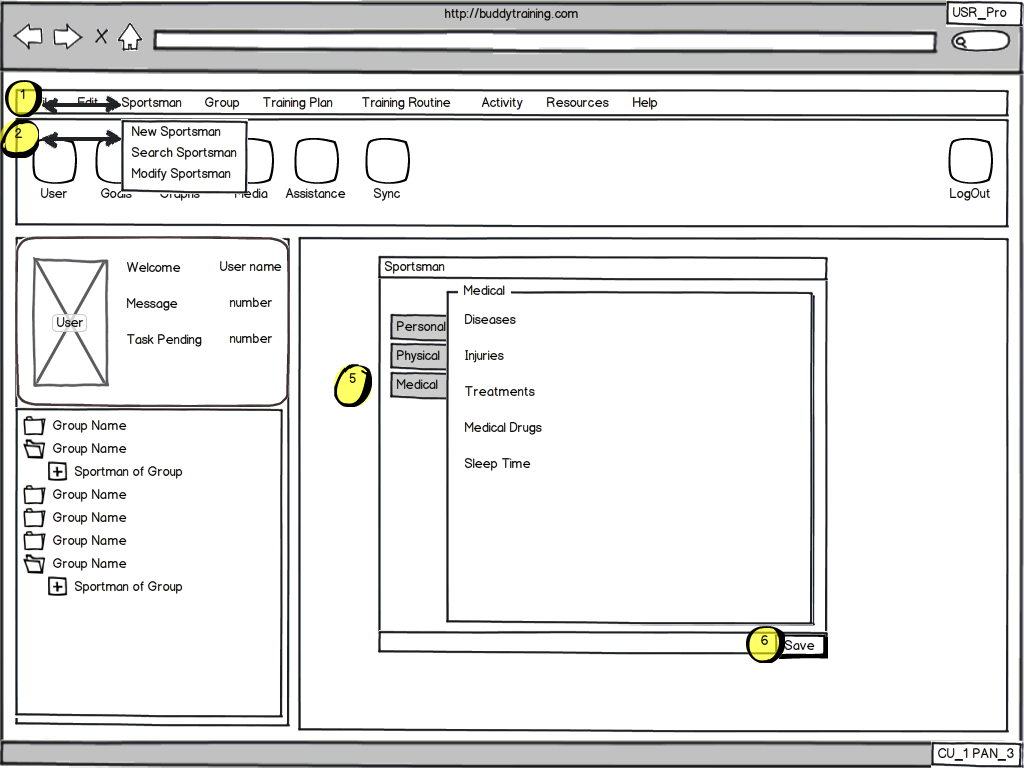 http://buddytraining.com
USR_Pro
1
Edit Sportsman Group Training Plan Training Routine Activity Resources Help
2
New Sportsman
Search Sportsman
Modify Sportsman
User Goals Graphs Media Assistance Sync LogOut
Welcome User name
Message number
User
Task Pending number
Group Name
Group Name
Sportman of Group
Group Name
Group Name
Group Name
Group Name
Sportman of Group
Sportsman
Medical
Personal
Physical
Medical
5
Diseases
Injuries
Treatments
Medical Drugs
Sleep Time
6
Save
CU_1 PAN_3